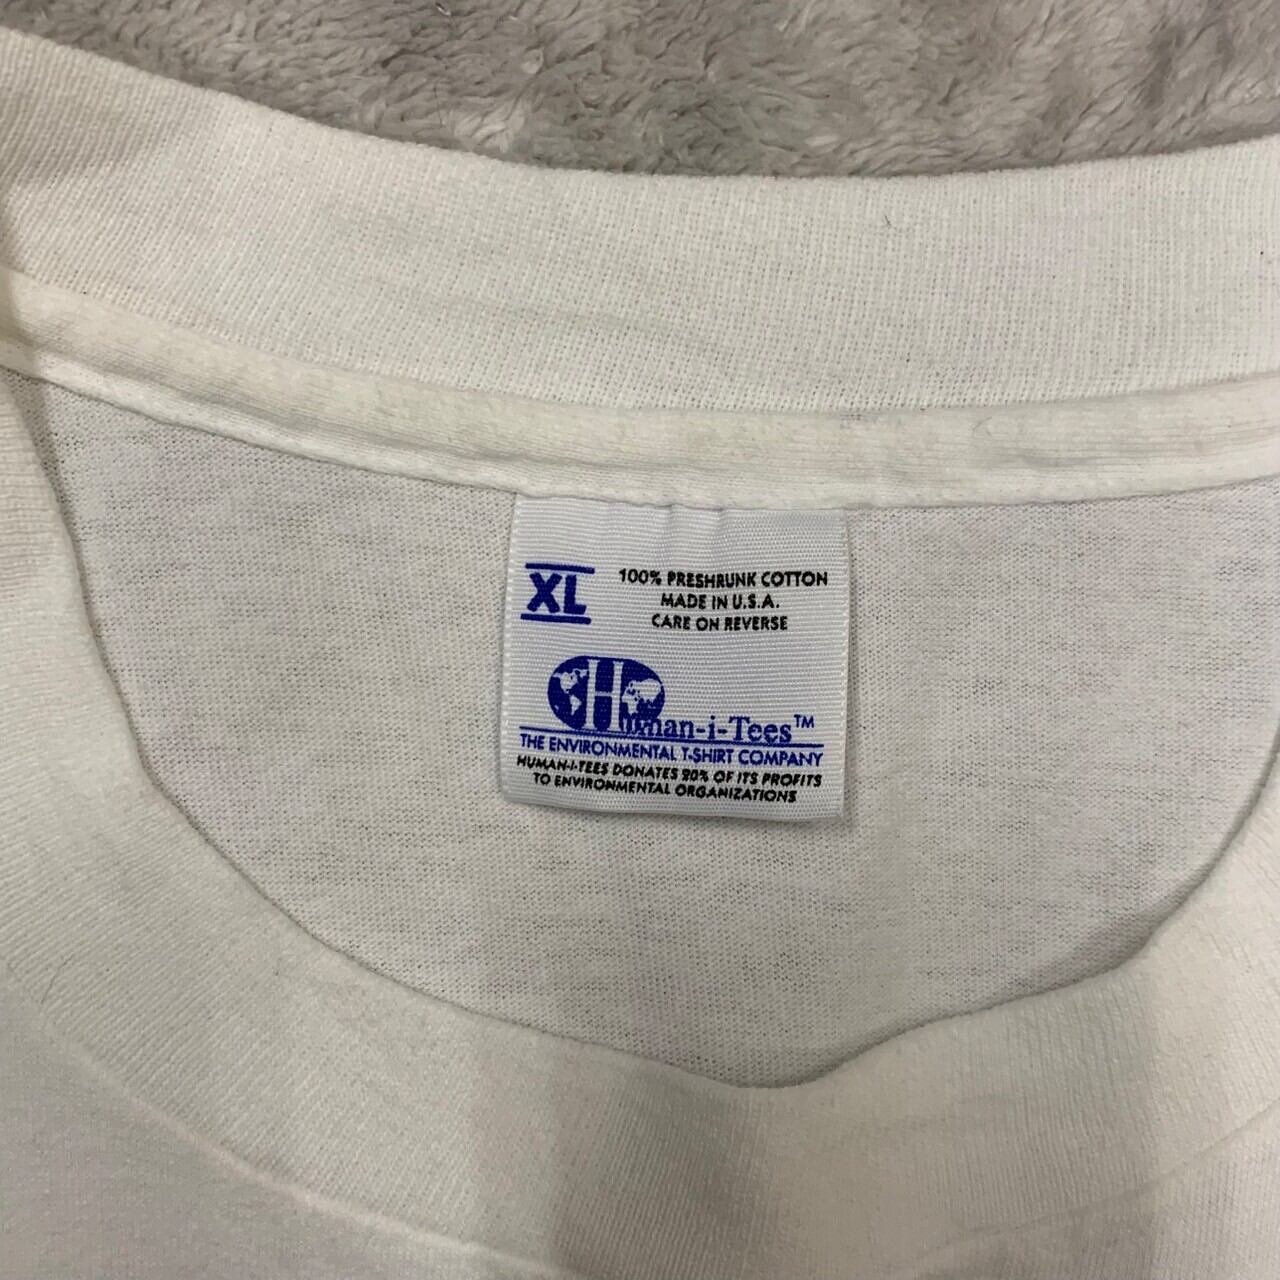 XL
100% PRESHRUNK COTTON
MADE IN U.S.A.
CARE ON REVERSE
Human-i-Tees™
THE ENVIRONMENTAL T-SHIRT COMPANY
HUMAN-I-TEES DONATES 20% OF ITS PROFITS
TO ENVIRONMENTAL ORGANIZATIONS